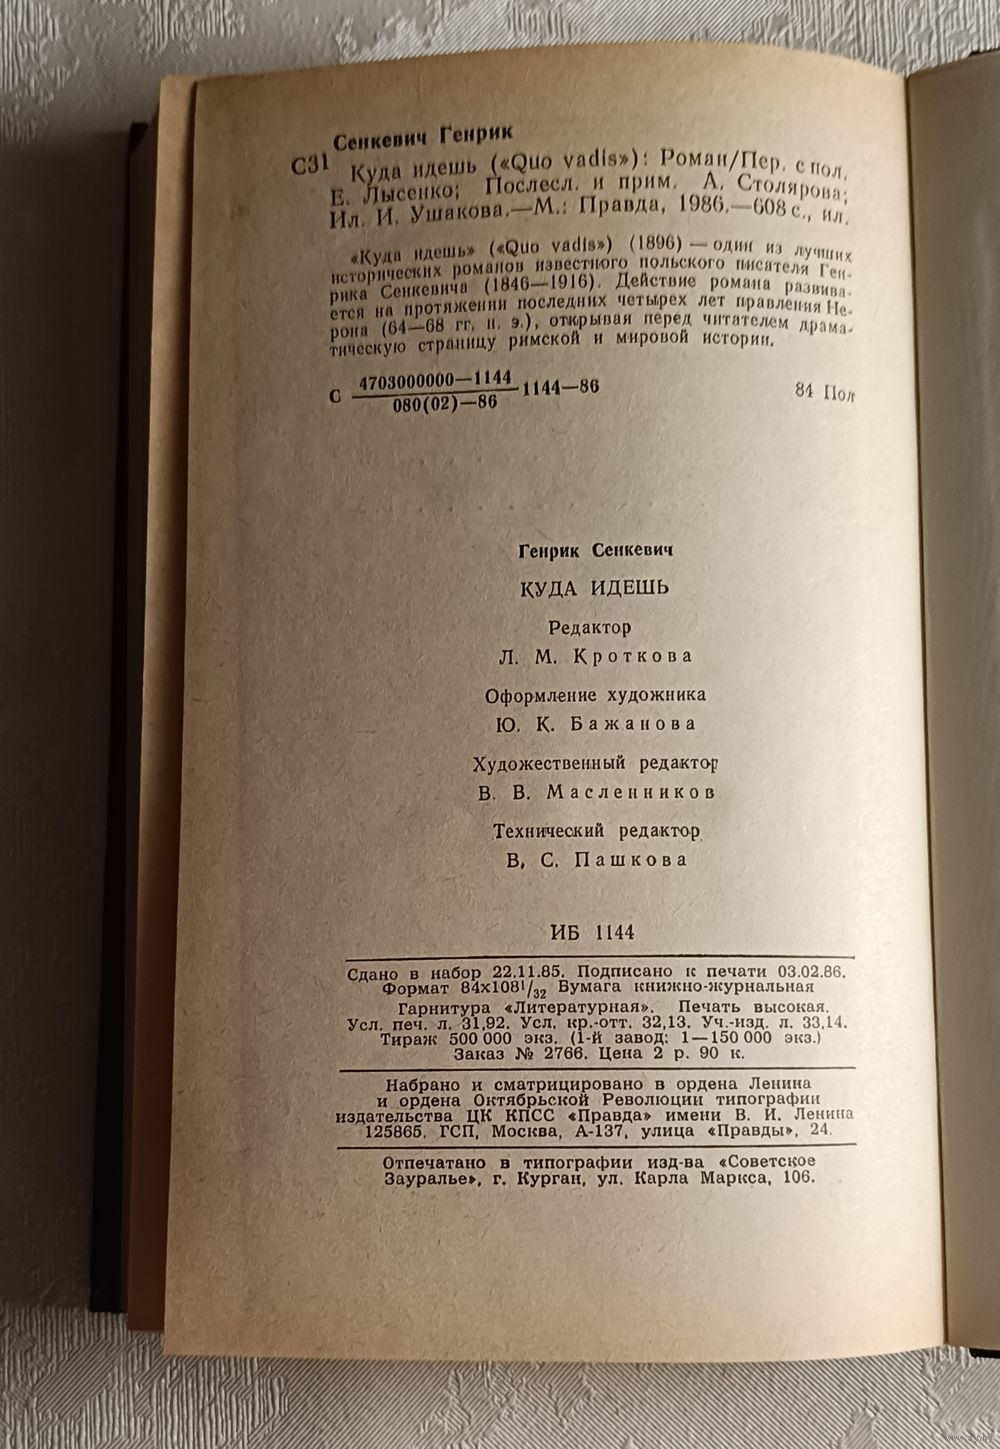 Сенкевич Генрик
С31 Куда идешь («Quo vadis»): Роман/Пер. с пол.
Е. Лысенко; Послесл. и прим. А. Столярова;
Ил. И. Ушакова.—М.: Правда, 1986.—608 с., ил.
«Куда идешь» («Quo vadis») (1896) — один из лучших
исторических романов известного польского писателя Ген-
рика Сенкевича (1846—1916). Действие романа развива-
ется на протяжении последних четырех лет правления Не-
рона (64—68 гг. н. э.), открывая перед читателем драма-
тическую страницу римской и мировой истории.
4703000000—1144
С 1144—86 84 Пол
080(02)—86
Генрик Сенкевич
КУДА ИДЕШЬ
Редактор
Л. М. Кроткова
Оформление художника
Ю. К. Бажанова
Художественный редактор
В. В. Масленников
Технический редактор
В. С. Пашкова
ИБ 1144
Сдано в набор 22.11.85. Подписано к печати 03.02.86.
Формат 84х108¹/₃₂ Бумага книжно-журнальная
Гарнитура «Литературная». Печать высокая.
Усл. печ. л. 31,92. Усл. кр.-отт. 32,13. Уч.-изд. л. 33,14.
Тираж 500 000 экз. (1-й завод: 1—150 000 экз.)
Заказ № 2766. Цена 2 р. 90 к.
Набрано и сматрицировано в ордена Ленина
и ордена Октябрьской Революции типографии
издательства ЦК КПСС «Правда» имени В. И. Ленина
125865, ГСП, Москва, А-137, улица «Правды», 24.
Отпечатано в типографии изд-ва «Советское
Зауралье», г. Курган, ул. Карла Маркса, 106.